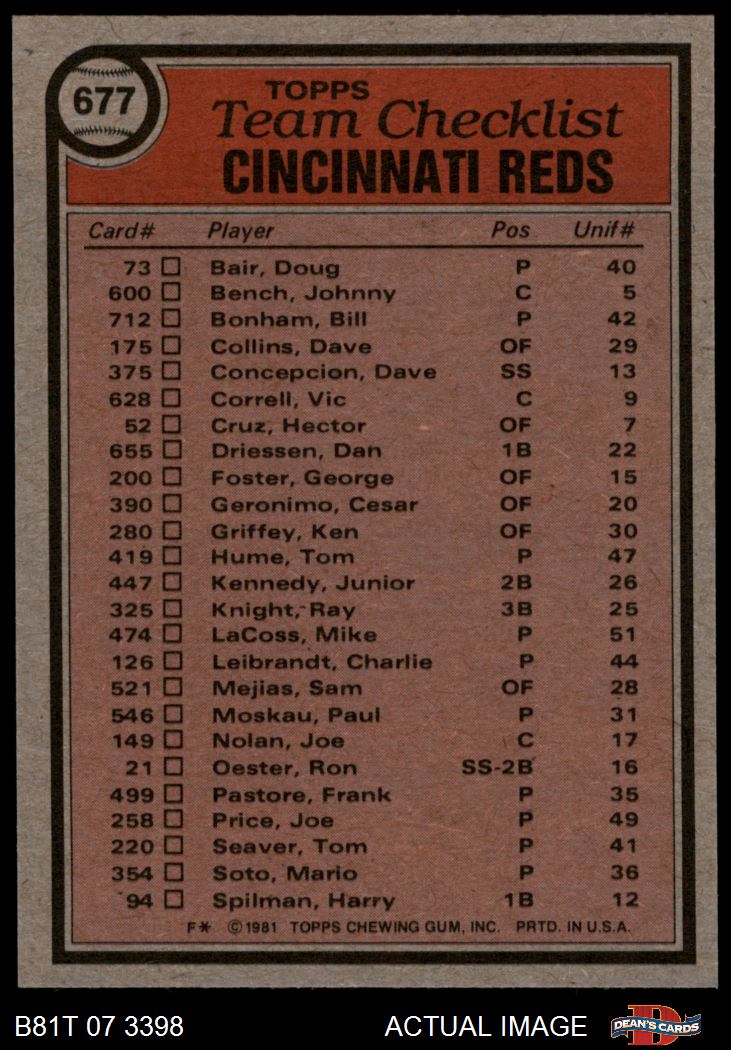 677
TOPPS
Team Checklist
CINCINNATI REDS
Card# Player Pos Unif#
73 Bair, Doug P 40
600 Bench, Johnny C 5
712 Bonham, Bill P 42
175 Collins, Dave OF 29
375 Concepcion, Dave SS 13
628 Correll, Vic C 9
52 Cruz, Hector OF 7
655 Driessen, Dan 1B 22
200 Foster, George OF 15
390 Geronimo, Cesar OF 20
280 Griffey, Ken OF 30
419 Hume, Tom P 47
447 Kennedy, Junior 2B 26
325 Knight, Ray 3B 25
474 LaCoss, Mike P 51
126 Leibrandt, Charlie P 44
521 Mejias, Sam OF 28
546 Moskau, Paul P 31
149 Nolan, Joe C 17
21 Oester, Ron SS-2B 16
499 Pastore, Frank P 35
258 Price, Joe P 49
220 Seaver, Tom P 41
354 Soto, Mario P 36
94 Spilman, Harry 1B 12
F* ©1981 TOPPS CHEWING GUM, INC. PRTD. IN U.S.A.
B81T 07 3398 ACTUAL IMAGE DEAN'S CARDS